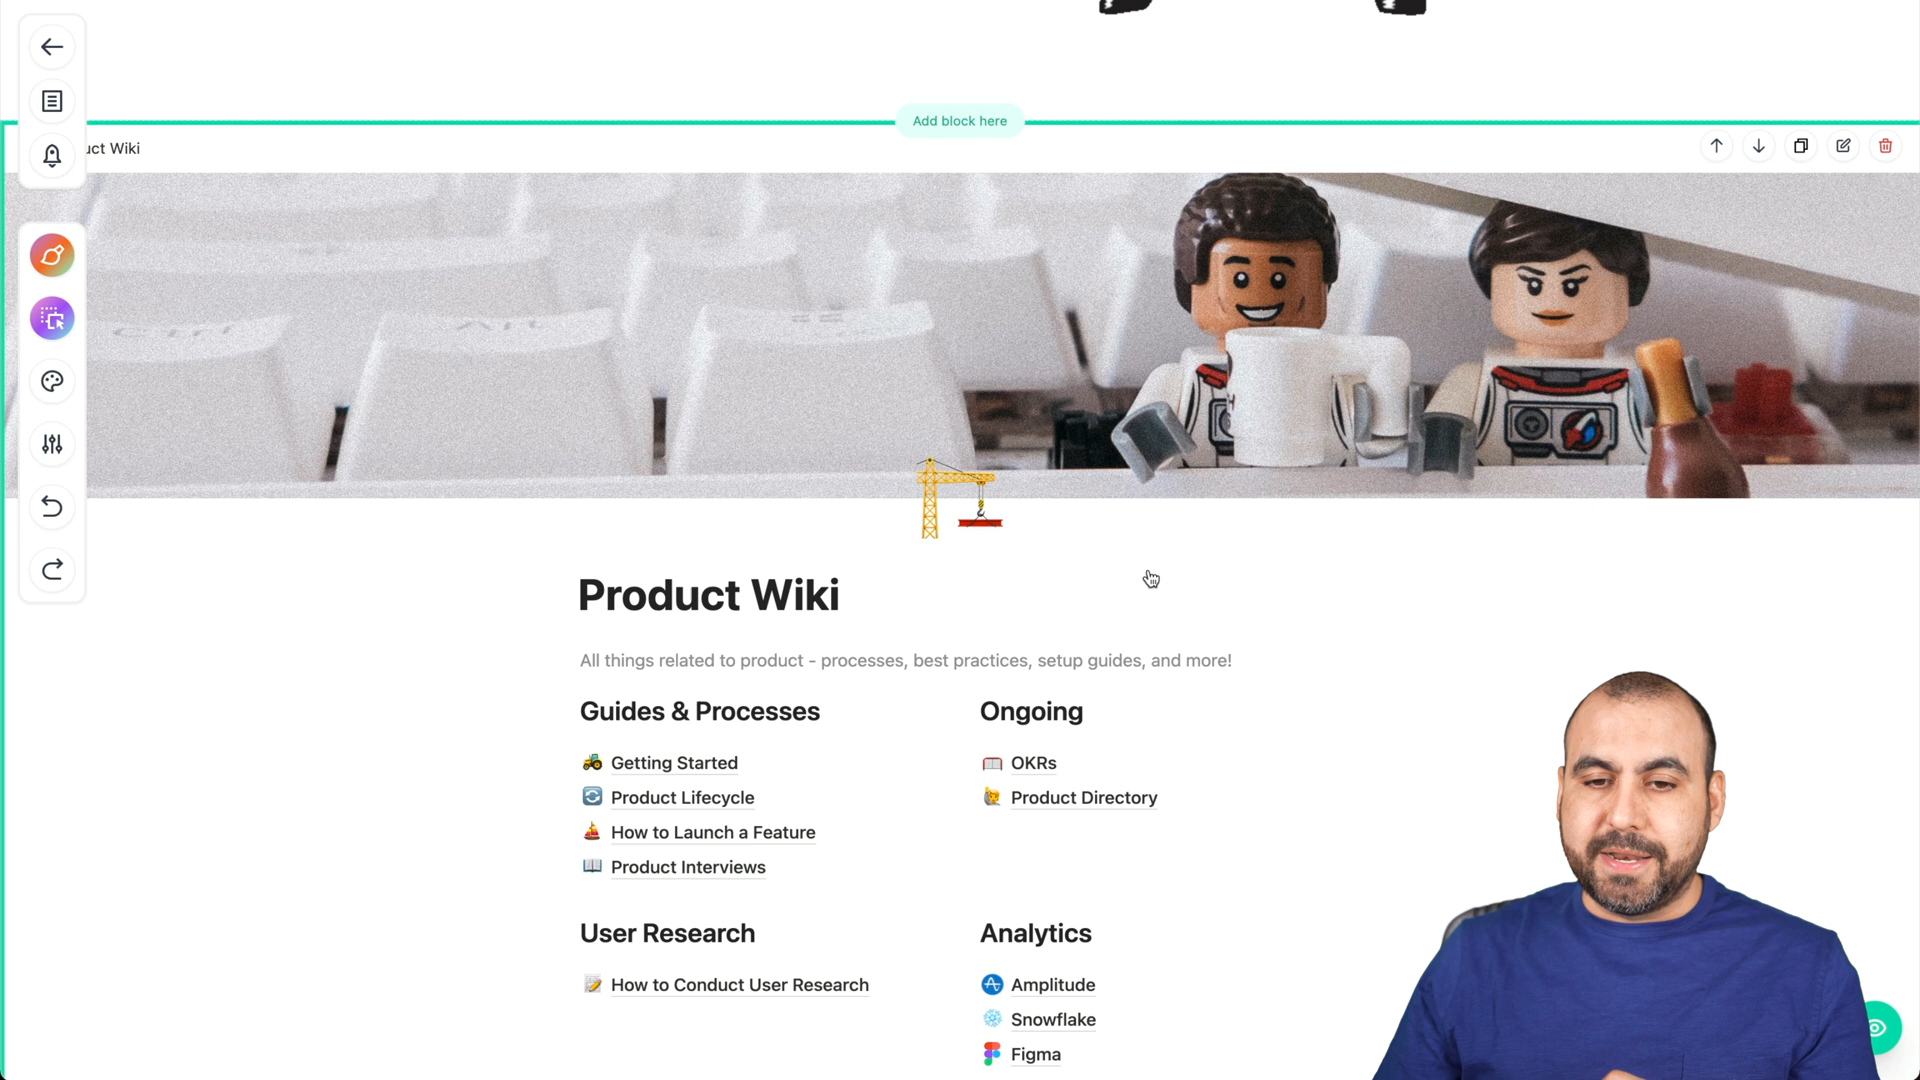 Add block here
uct Wiki
Ctrl
Alt
Product Wiki
All things related to product - processes, best practices, setup guides, and more!
Guides & Processes
Ongoing
Getting Started
OKRs
Product Lifecycle
Product Directory
How to Launch a Feature
Product Interviews
User Research
Analytics
How to Conduct User Research
Amplitude
Snowflake
Figma